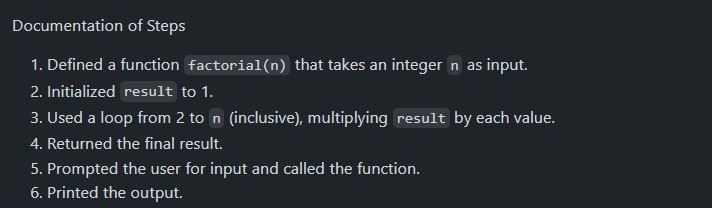 Documentation of Steps
1. Defined a function factorial(n) that takes an integer n as input.
2. Initialized result to 1.
3. Used a loop from 2 to n (inclusive), multiplying result by each value.
4. Returned the final result.
5. Prompted the user for input and called the function.
6. Printed the output.